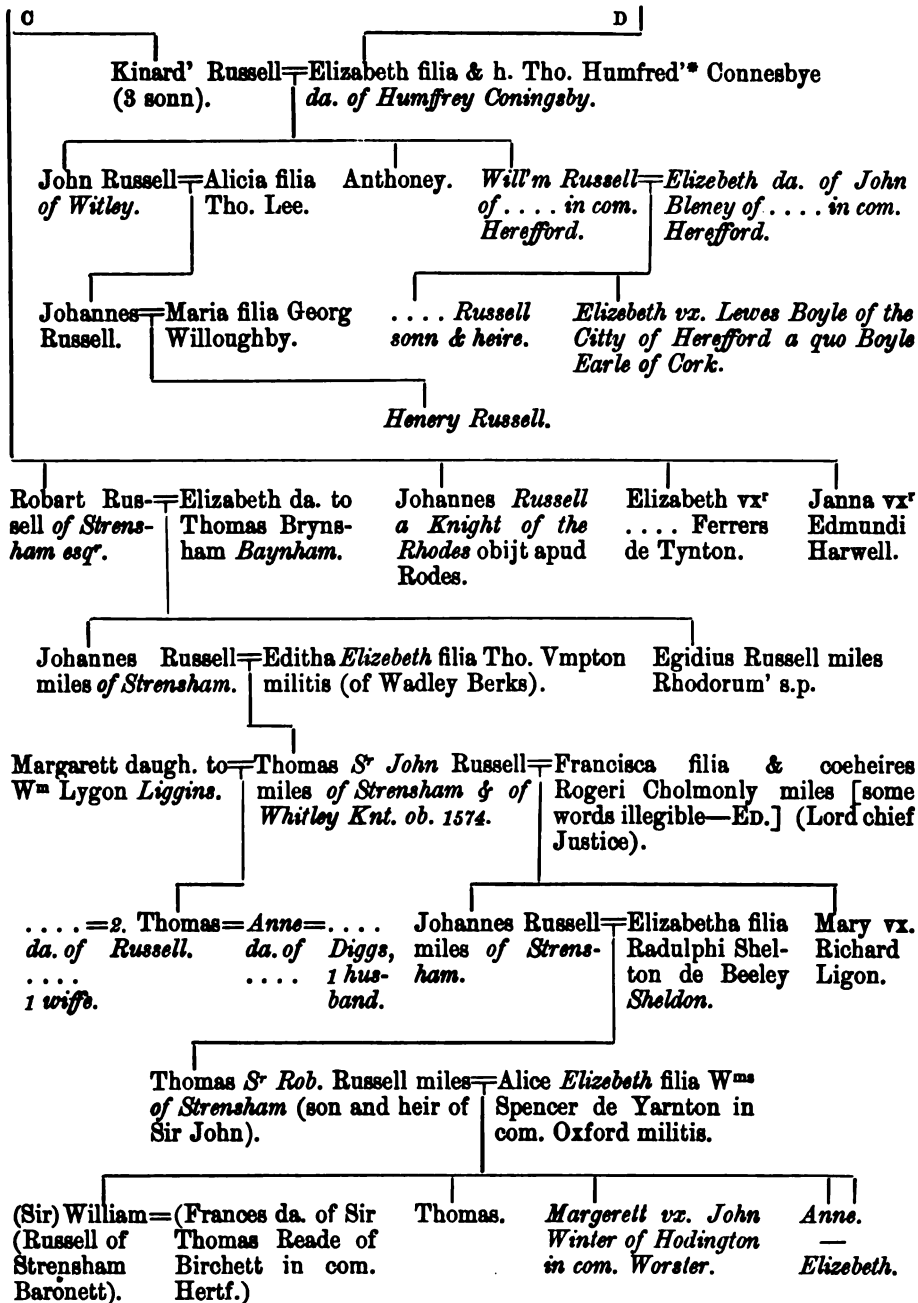 C D
Kinard' Russell=Elizabeth filia & h. Tho. Humfred'* Connesbye
(3 sonn). da. of Humffrey Coningsby.
John Russell=Alicia filia Anthoney. Will'm Russell=Elizebeth da. of John
of Witley. Tho. Lee. of . . . . in com. Bleney of . . . . in com.
Herefford. Herefford.
Johannes=Maria filia Georg . . . . Russell Elizebeth vx. Lewes Boyle of the
Russell. Willoughby. sonn & heire. Citty of Herefford a quo Boyle
Earle of Cork.
Henery Russell.
Robart Rus-=Elizabeth da. to Johannes Russell Elizabeth vxʳ Janna vxʳ
sell of Strens- Thomas Bryns- a Knight of the . . . . Ferrers Edmundi
ham esqʳ. ham Baynham. Rhodes obijt apud de Tynton. Harwell.
Rodes.
Johannes Russell=Editha Elizebeth filia Tho. Vmpton Egidius Russell miles
miles of Strensham. militis (of Wadley Berks). Rhodorum' s.p.
Margarett daugh. to=Thomas Sʳ John Russell=Francisca filia & coeheires
Wᵐ Lygon Liggins. miles of Strensham & of Rogeri Cholmonly miles [some
Whitley Knt. ob. 1574. words illegible—ED.] (Lord chief
Justice).
. . . . =2. Thomas=Anne= . . . . Johannes Russell=Elizabetha filia Mary vx.
da. of Russell. da. of Diggs, miles of Strens- Radulphi Shel- Richard
. . . . . . . . 1 hus- ham. ton de Beeley Ligon.
1 wiffe. band. Sheldon.
Thomas Sʳ Rob. Russell miles=Alice Elizebeth filia Wᵐˢ
of Strensham (son and heir of Spencer de Yarnton in
Sir John). com. Oxford militis.
(Sir) William=(Frances da. of Sir Thomas. Margerett vx. John Anne.
(Russell of Thomas Reade of Winter of Hodington —
Strensham Birchett in com. in com. Worster. Elizebeth.
Baronett). Hertf.)